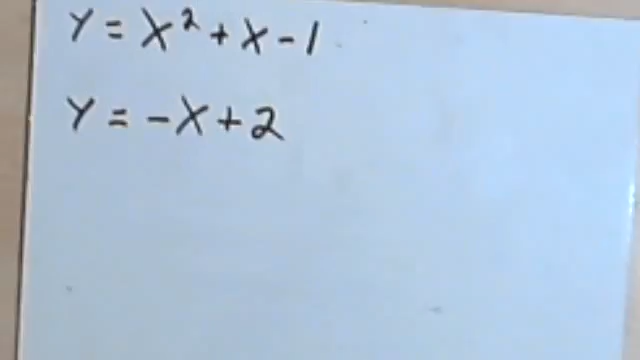 y = x² + x - 1
y = -x + 2